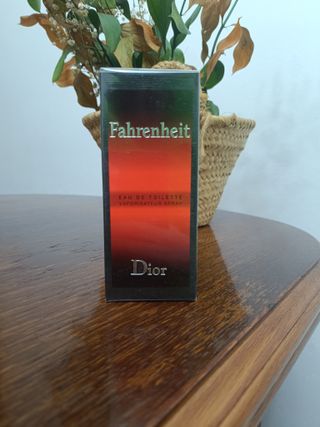 Fahrenheit
EAU DE TOILETTE
VAPORISATEUR SPRAY
Dior